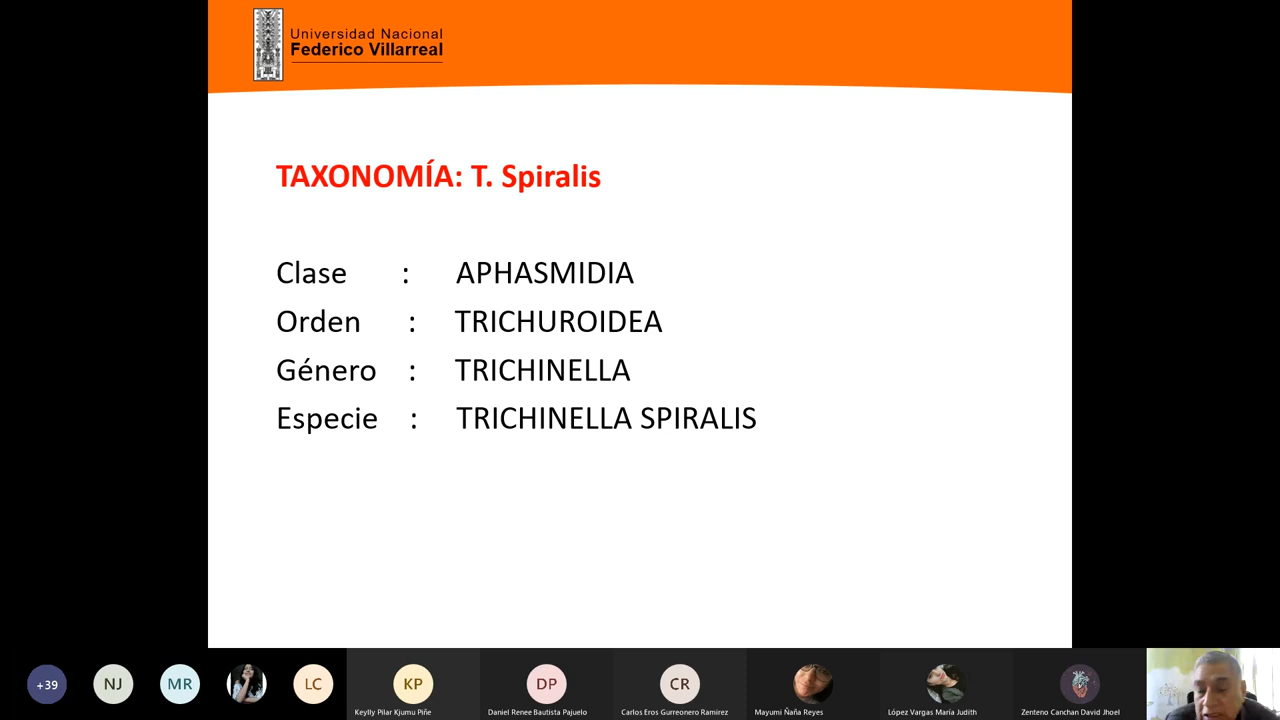 Universidad Nacional
Federico Villarreal
TAXONOMÍA: T. Spiralis
Clase : APHASMIDIA
Orden : TRICHUROIDEA
Género : TRICHINELLA
Especie : TRICHINELLA SPIRALIS
+39 NJ MR LC KP DP CR
Keylly Pilar Kjumu Piñe Daniel Renee Bautista Pajuelo Carlos Eros Gurreonero Ramirez Mayumi Ñaña Reyes López Vargas María Judith Zenteno Canchan David Jhoel